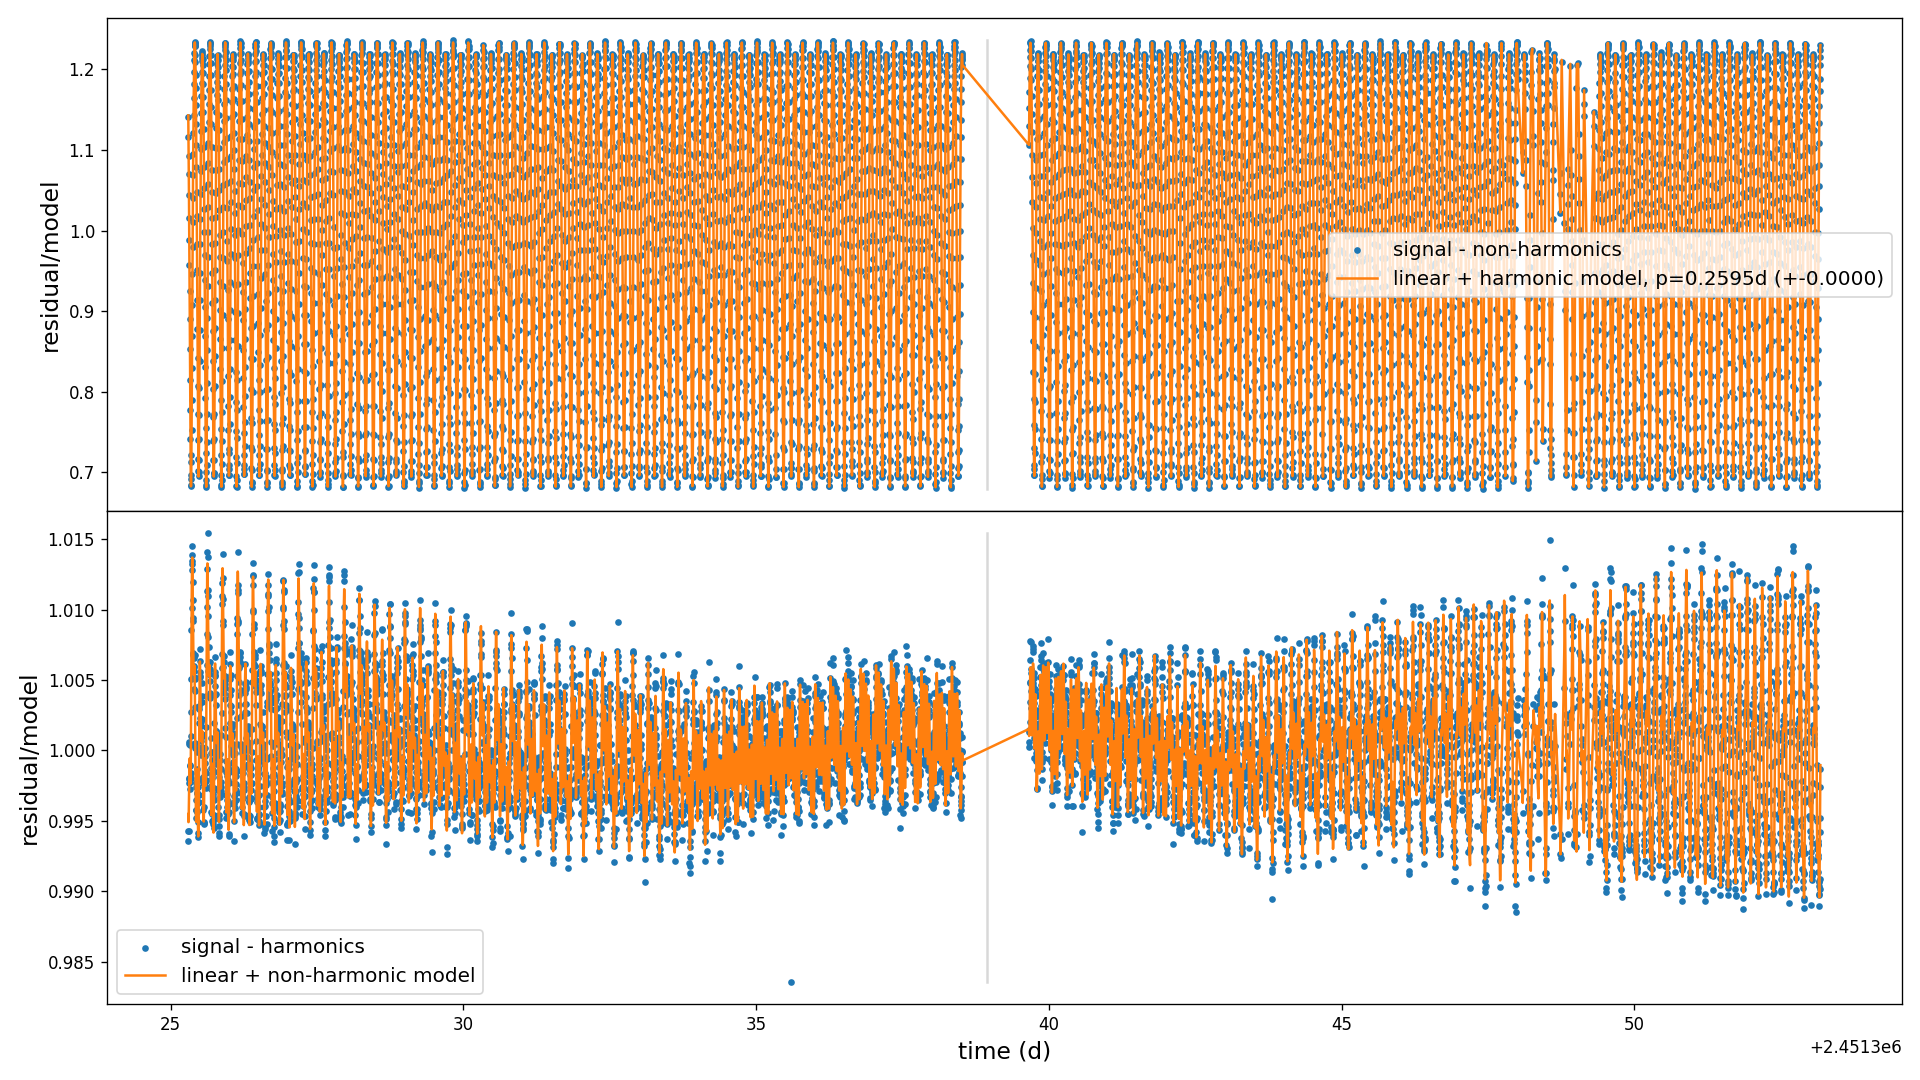 1.2
1.1
1.0
0.9
0.8
0.7
residual/model
signal - non-harmonics
linear + harmonic model, p=0.2595d (+-0.0000)
1.015
1.010
1.005
1.000
0.995
0.990
0.985
residual/model
signal - harmonics
linear + non-harmonic model
25 30 35 40 45 50
time (d)
+2.4513e6